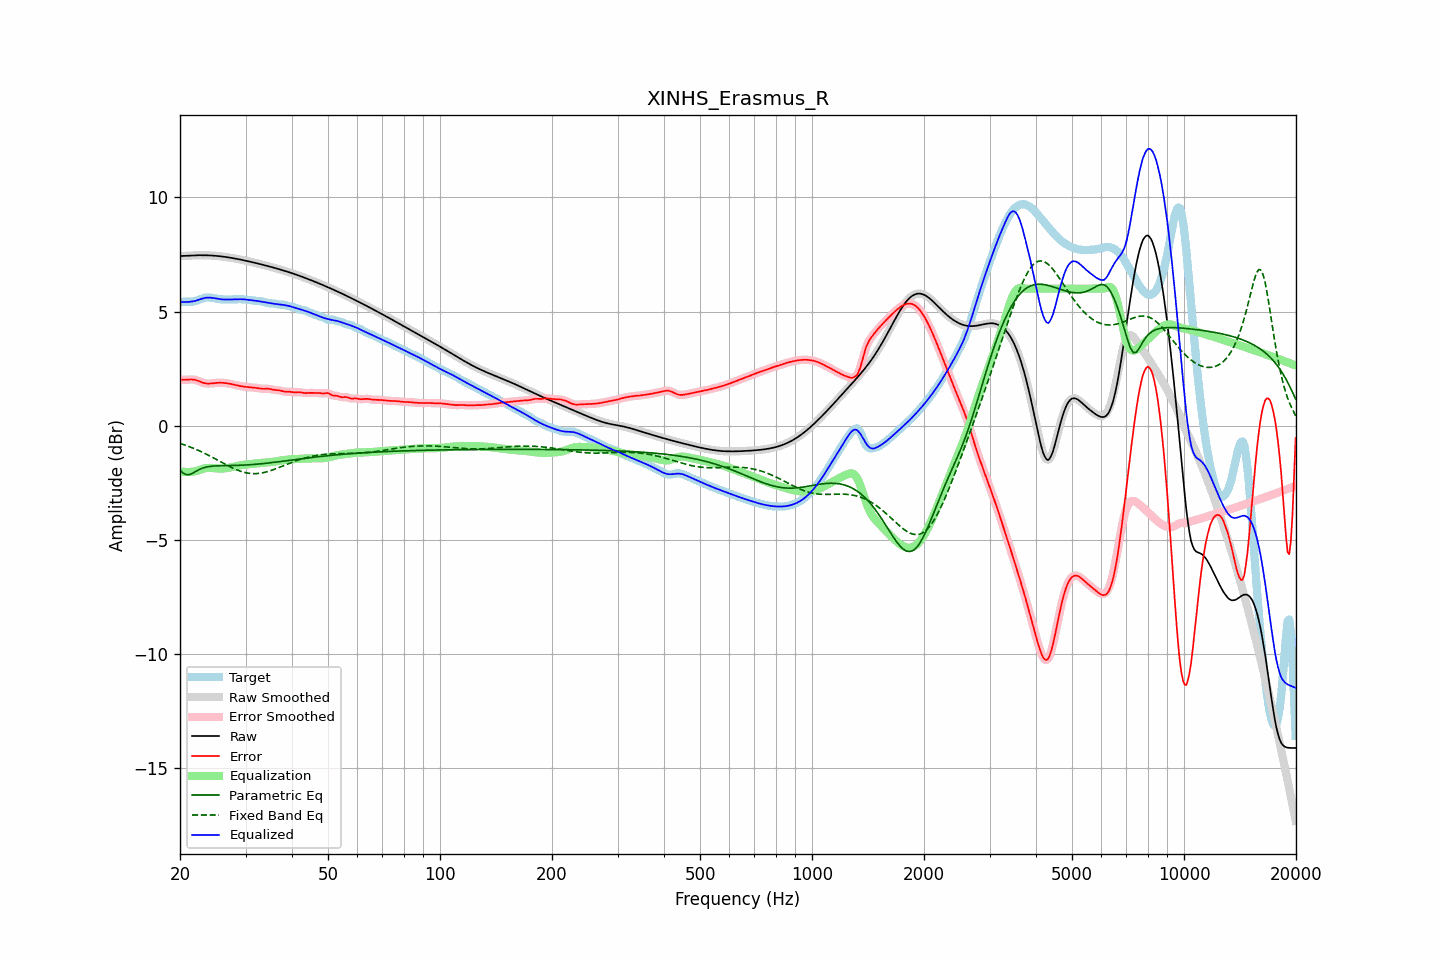 XINHS_Erasmus_R
Amplitude (dBr)
10
5
0
−5
−10
−15
Target
Raw Smoothed
Error Smoothed
Raw
Error
Equalization
Parametric Eq
Fixed Band Eq
Equalized
20
50
100
200
500
1000
2000
5000
10000
20000
Frequency (Hz)